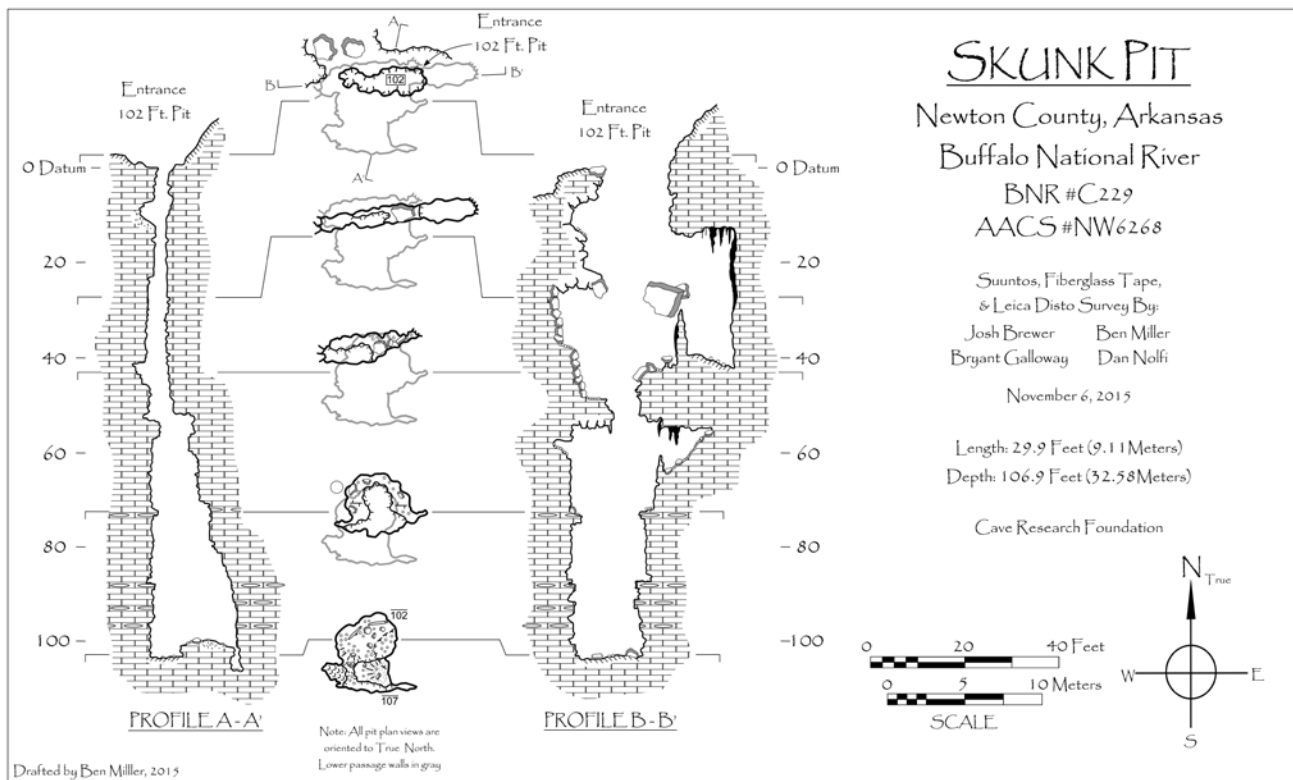 SKUNK PIT
Newton County, Arkansas
Buffalo National River
BNR #C229
AACS #NW6268
Suuntos, Fiberglass Tape,
& Leica Disto Survey By:
Josh Brewer Ben Miller
Bryant Galloway Dan Nolfi
November 6, 2015
Length: 29.9 Feet (9.11 Meters)
Depth: 106.9 Feet (32.58 Meters)
Cave Research Foundation
N
True
W E
S
0 20 40 Feet
0 5 10 Meters
SCALE
Entrance
102 Ft. Pit
0 Datum
20
40
60
80
100
PROFILE A - A'
A
Entrance
102 Ft. Pit
B
B'
102
A'
102
107
Note: All pit plan views are
oriented to True North.
Lower passage walls in gray
Entrance
102 Ft. Pit
0 Datum
-20
-40
-60
-80
-100
PROFILE B - B'
Drafted by Ben Milller, 2015